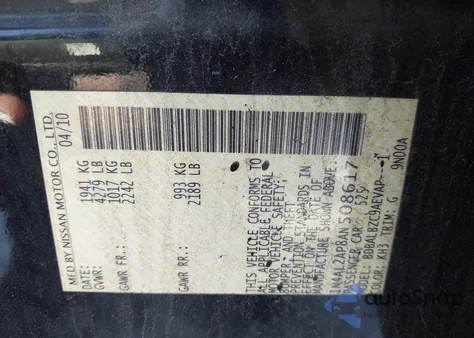 MFD BY NISSAN MOTOR CO., LTD.
04/10
GVWR: 1941 KG
4279 LB
GAWR FR.: 1017 KG
2242 LB
GAWR RR: 993 KG
2189 LB
THIS VEHICLE CONFORMS TO
ALL APPLICABLE FEDERAL
MOTOR VEHICLE SAFETY,
BUMPER, AND THEFT
PREVENTION STANDARDS IN
EFFECT ON THE DATE OF
MANUFACTURE SHOWN ABOVE.
1N4AL2AP8AN508617
PASSENGER CAR
MODEL:
COLOR: KH3 TRIM: G
9N00A
autoSnap